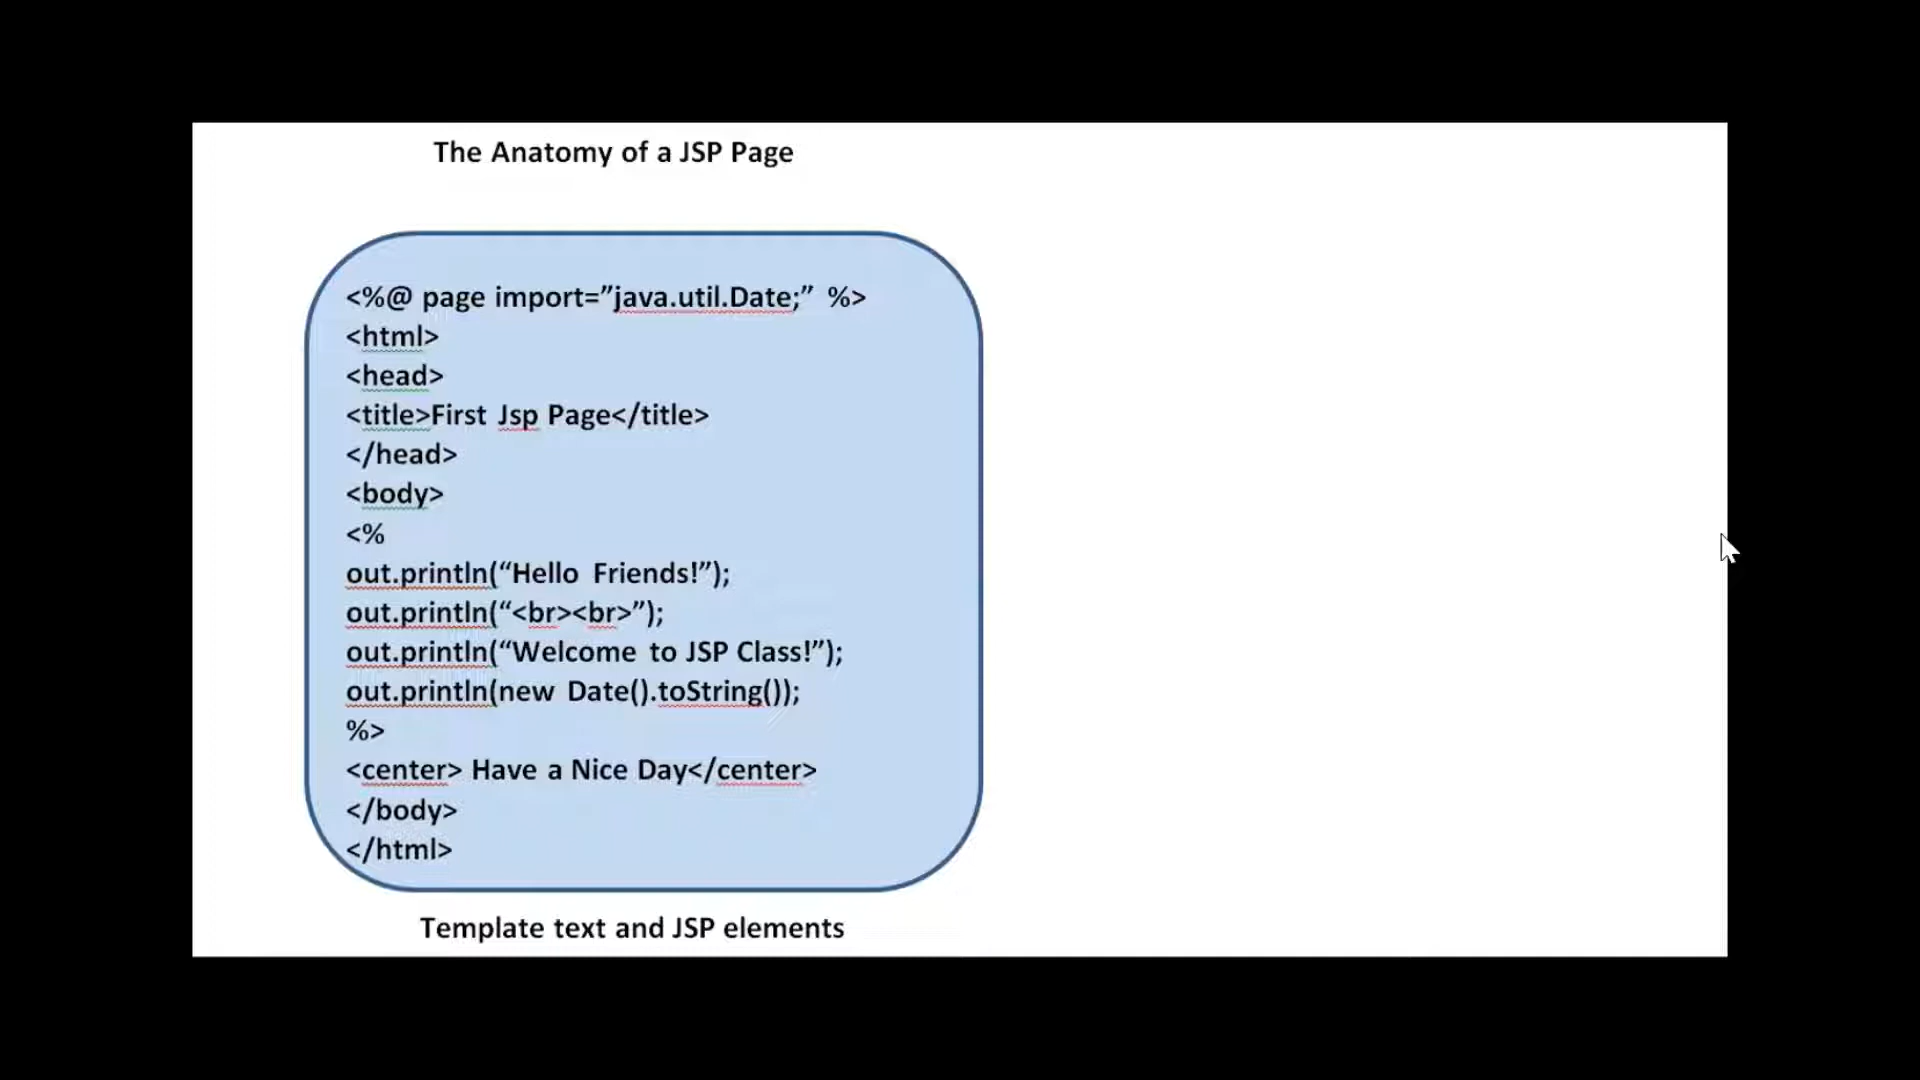 The Anatomy of a JSP Page
<%@ page import=”java.util.Date;” %>
<html>
<head>
<title>First Jsp Page</title>
</head>
<body>
<%
out.println(“Hello Friends!”);
out.println(“<br><br>”);
out.println(“Welcome to JSP Class!”);
out.println(new Date().toString());
%>
<center> Have a Nice Day</center>
</body>
</html>
Template text and JSP elements